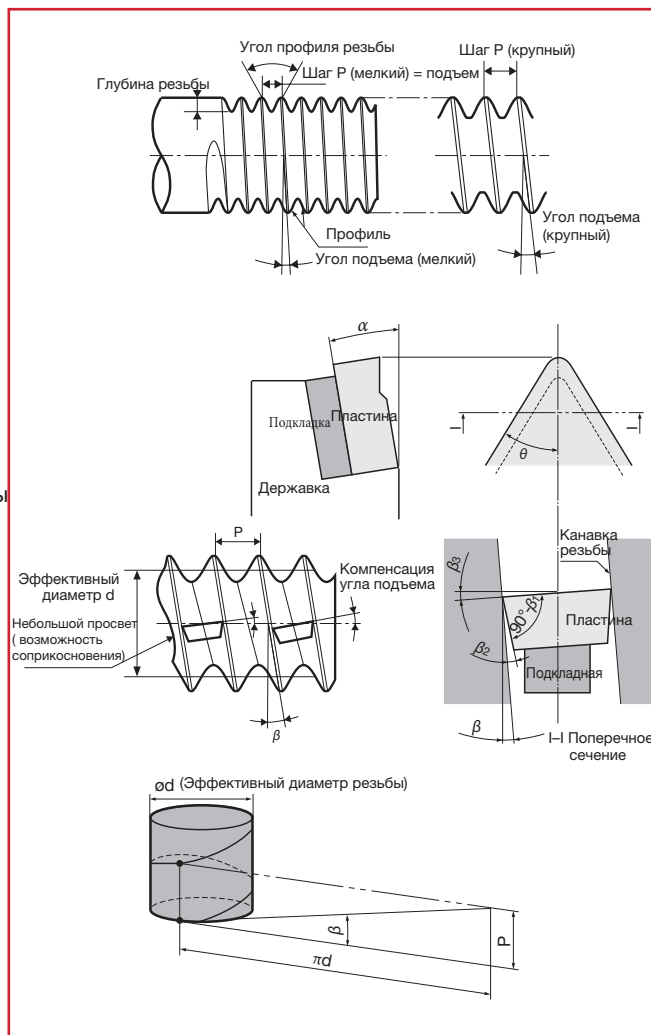 Угол профиля резьбы
Шаг P (крупный)
Шаг P (мелкий) = подъем
Глубина резьбы
Профиль
Угол подъема (мелкий)
Угол подъема
(крупный)
α
Подкладка
Пластина
Державка
I
I
θ
ы
P
Эффективный
диаметр d
Небольшой просвет
( возможность
соприкосновения)
Компенсация
угла подъема
β
Канавка
резьбы
β3
90°-β1
Пластина
β2
Подкладная
β
I–I Поперечное
сечение
ød (Эффективный диаметр резьбы)
β
P
πd